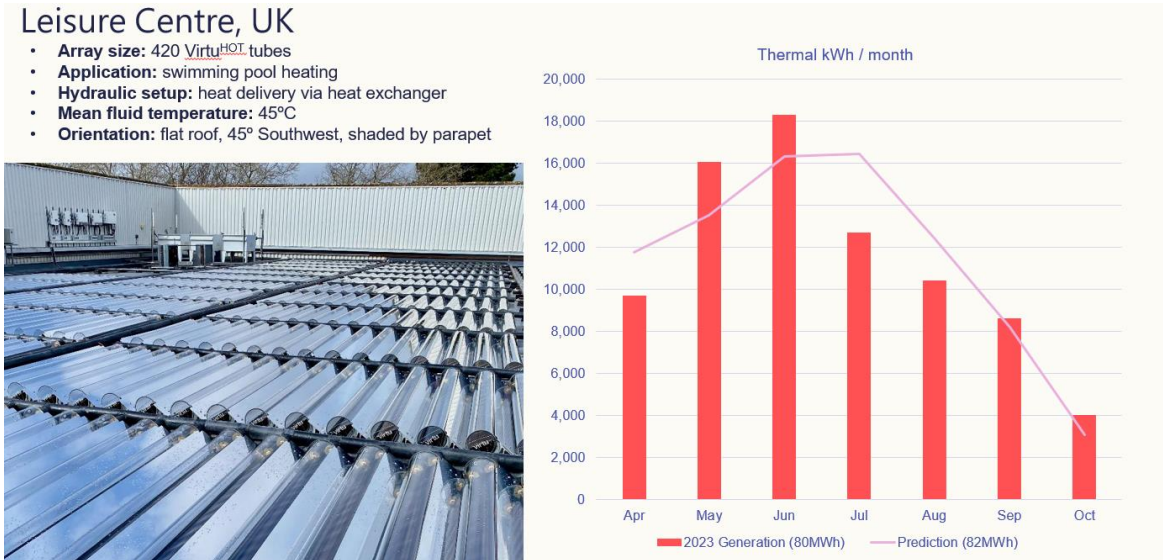 Leisure Centre, UK
• Array size: 420 VirtuHOT tubes
• Application: swimming pool heating
• Hydraulic setup: heat delivery via heat exchanger
• Mean fluid temperature: 45ºC
• Orientation: flat roof, 45º Southwest, shaded by parapet
Thermal kWh / month
20,000
18,000
16,000
14,000
12,000
10,000
8,000
6,000
4,000
2,000
0
Apr May Jun Jul Aug Sep Oct
2023 Generation (80MWh) Prediction (82MWh)